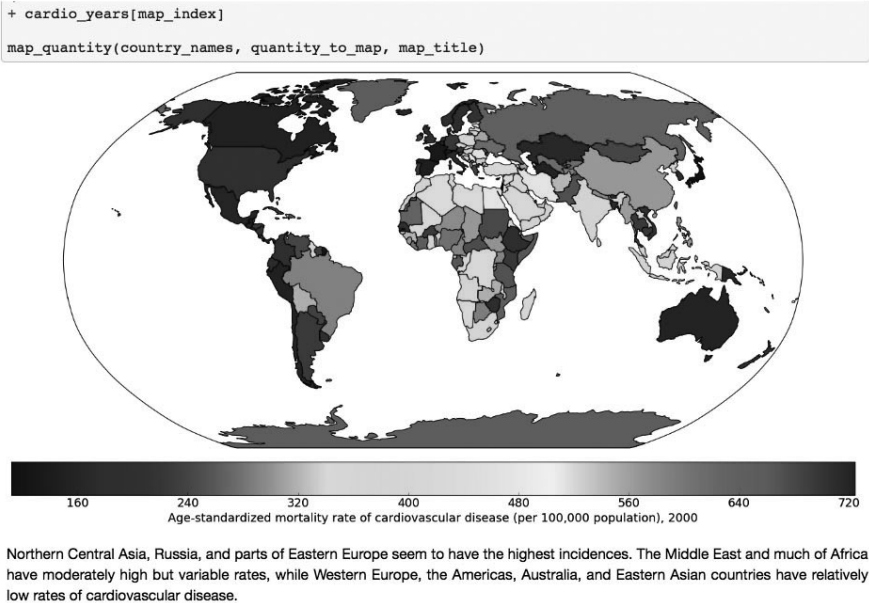 + cardio_years[map_index]
map_quantity(country_names, quantity_to_map, map_title)
160 240 320 400 480 560 640 720
Age-standardized mortality rate of cardiovascular disease (per 100,000 population), 2000
Northern Central Asia, Russia, and parts of Eastern Europe seem to have the highest incidences. The Middle East and much of Africa
have moderately high but variable rates, while Western Europe, the Americas, Australia, and Eastern Asian countries have relatively
low rates of cardiovascular disease.